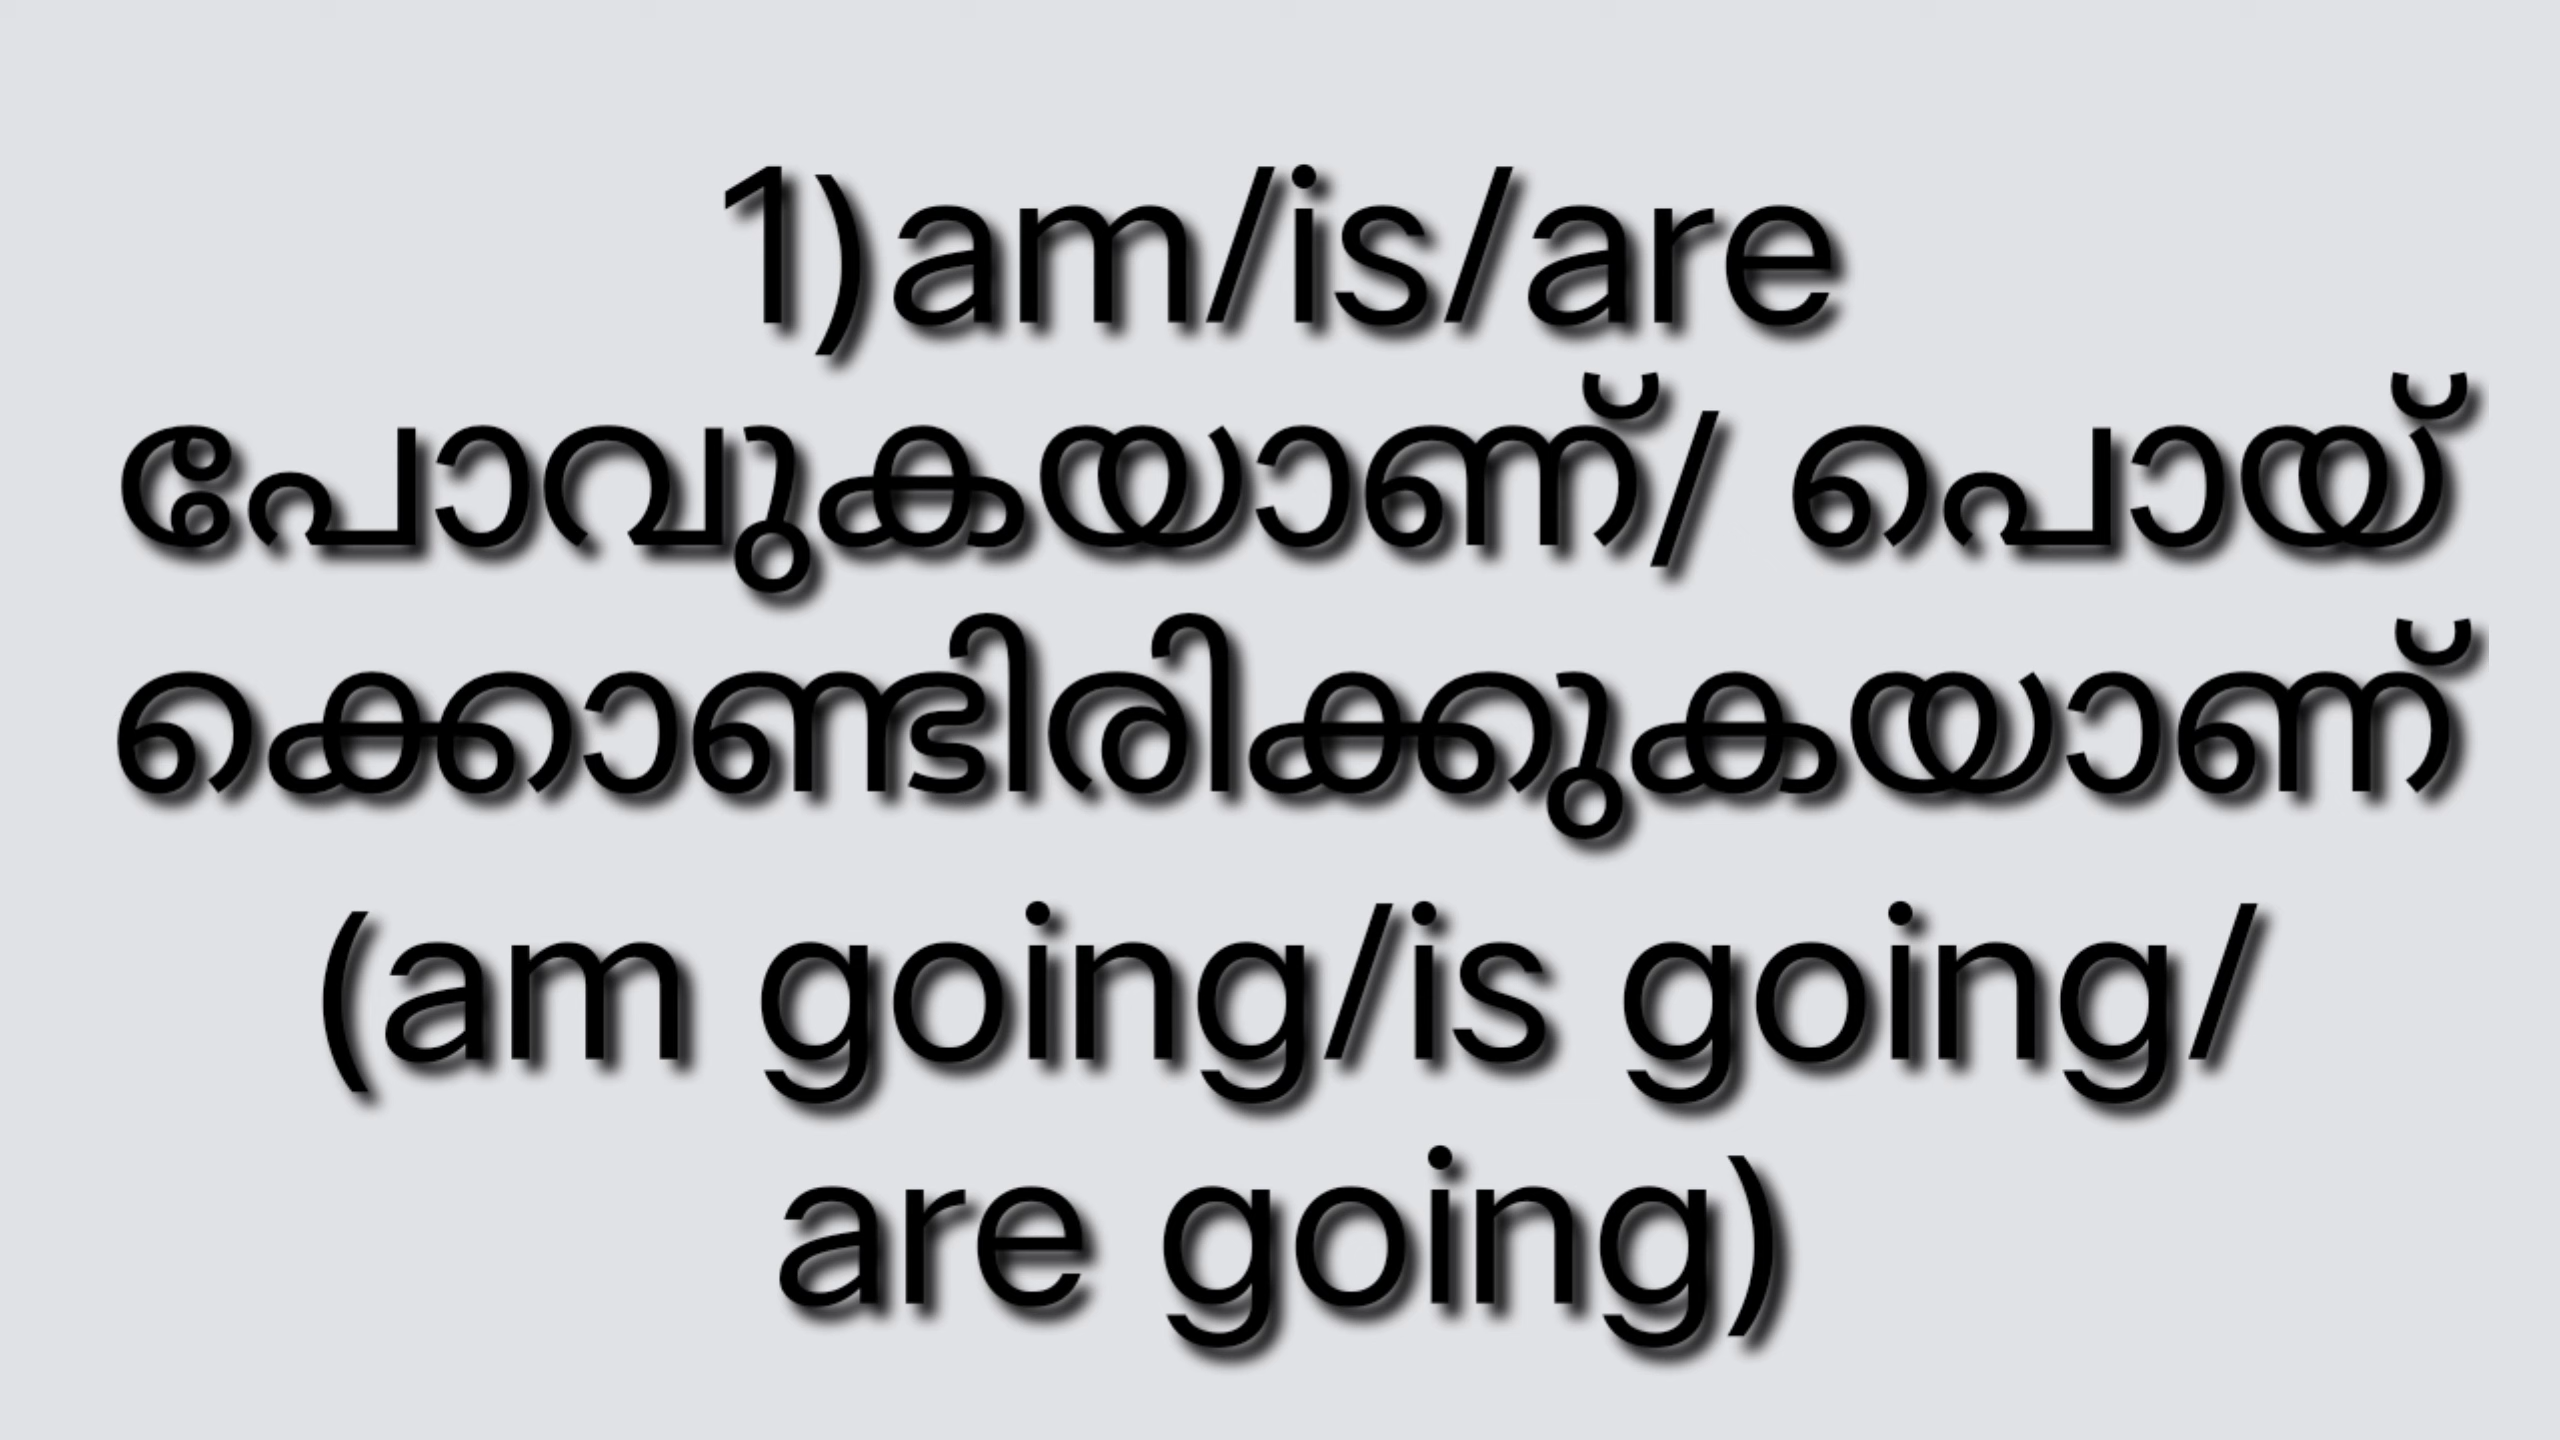 1)am/is/are
പോവുകയാണ്/ പൊയ്
ക്കൊണ്ടിരിക്കുകയാണ്
(am going/is going/
are going)